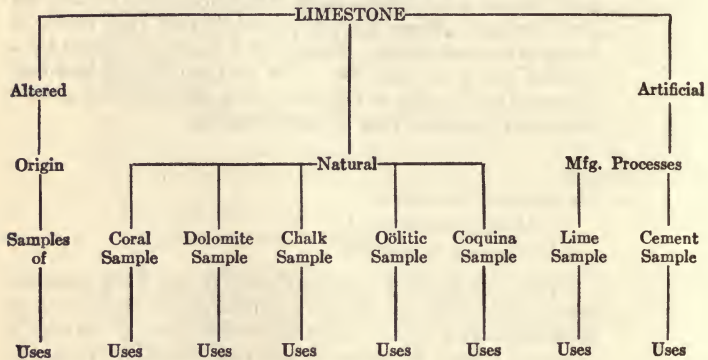 LIMESTONE
Altered Artificial
Origin Natural Mfg. Processes
Samples Coral Dolomite Chalk Oölitic Coquina Lime Cement
of Sample Sample Sample Sample Sample Sample Sample
Uses Uses Uses Uses Uses Uses Uses Uses